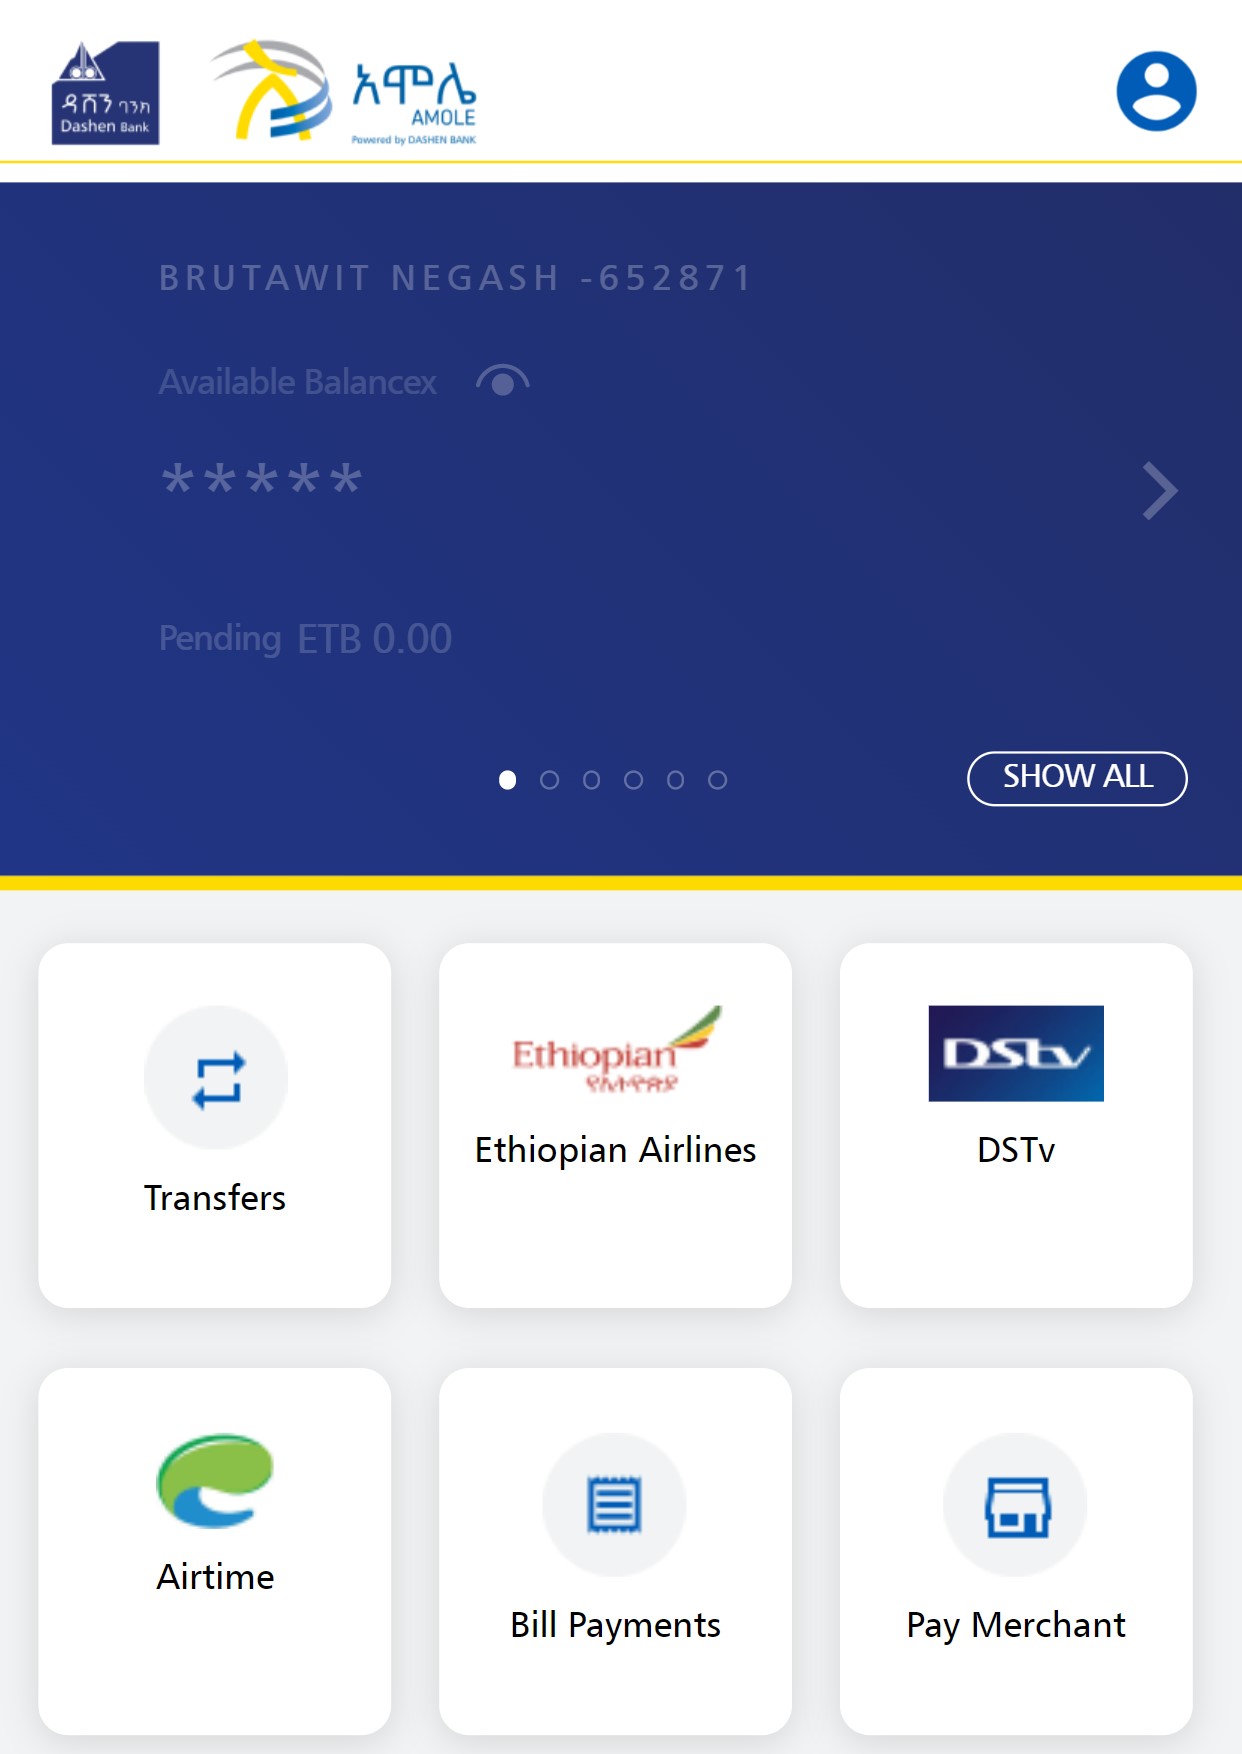 ዳሸን ባንክ
Dashen Bank
አሞሌ
AMOLE
Powered by DASHEN BANK
BRUTAWIT NEGASH -652871
Available Balancex
*****
Pending ETB 0.00
SHOW ALL
Ethiopian
የኢትዮጵያ
DStv
Ethiopian Airlines
DSTv
Transfers
Airtime
Bill Payments
Pay Merchant